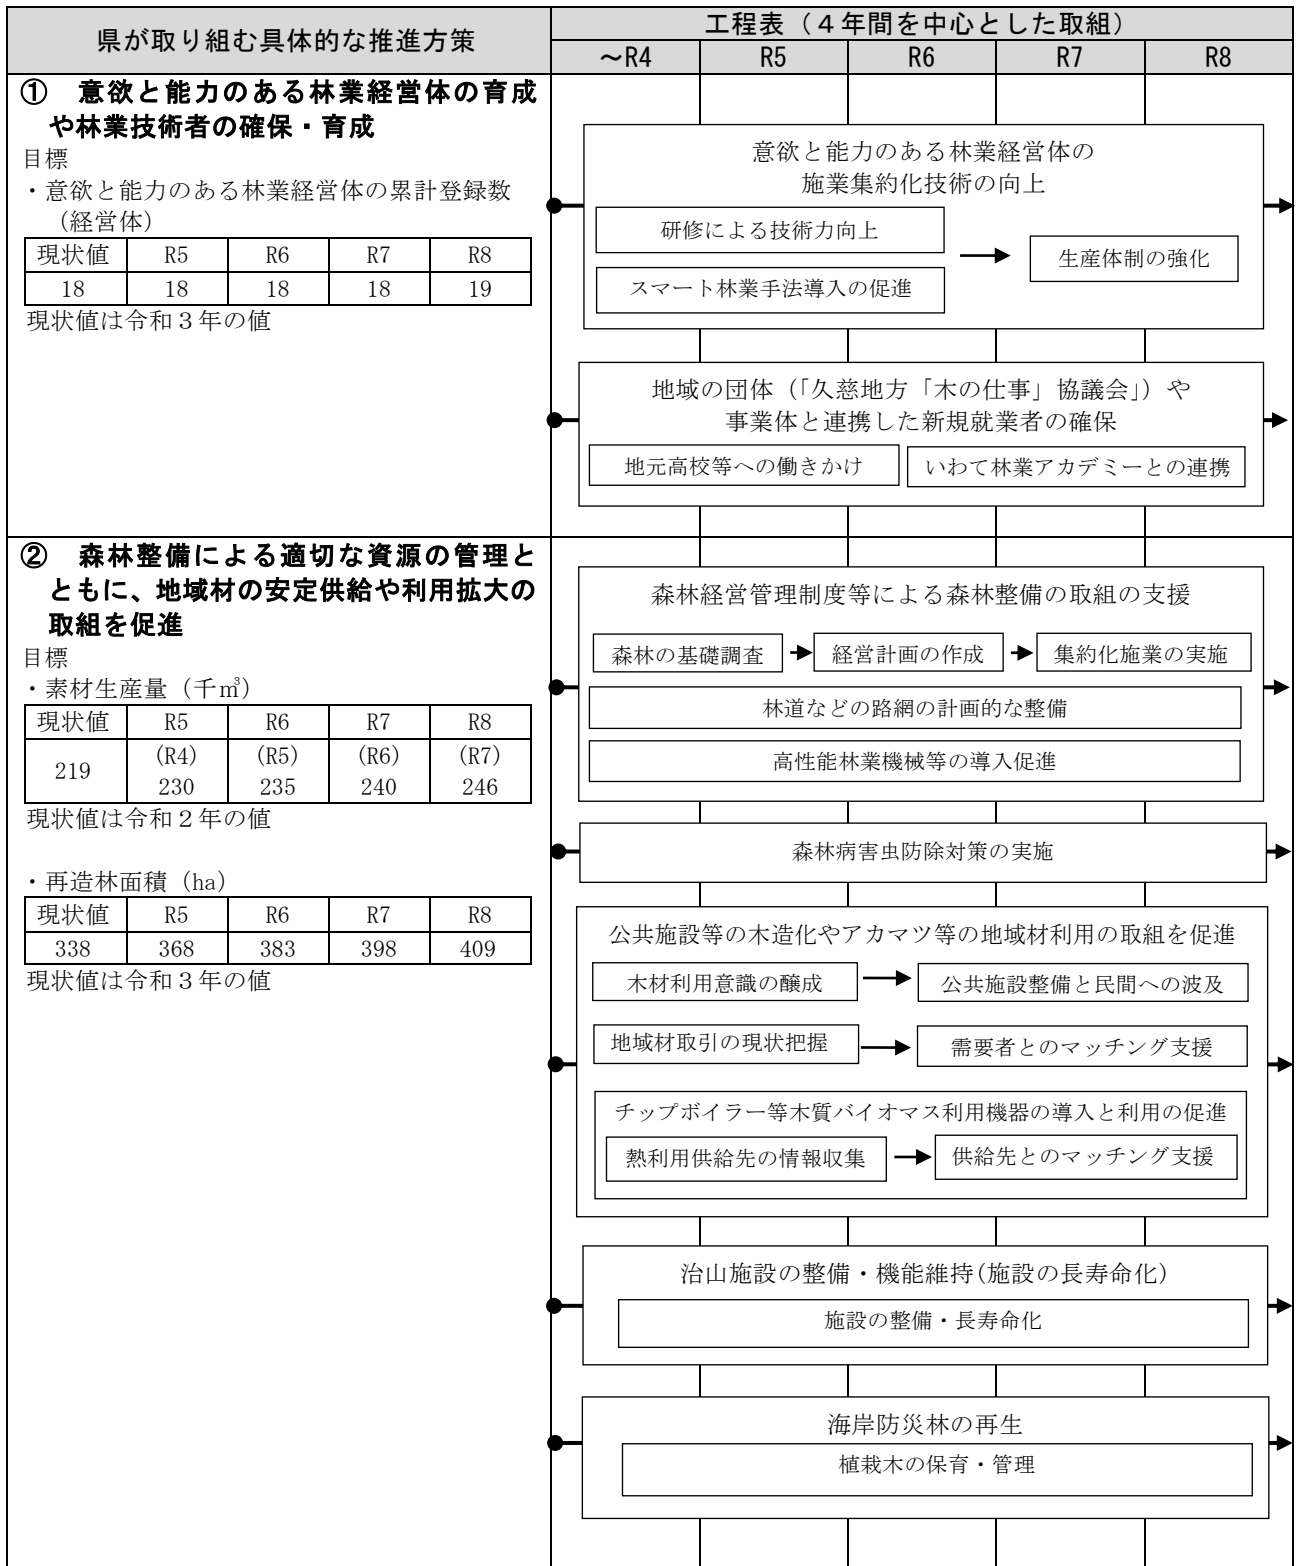 県が取り組む具体的な推進方策
工程表（４年間を中心とした取組）
～R4 R5 R6 R7 R8
①　意欲と能力のある林業経営体の育成
や林業技術者の確保・育成
目標
・意欲と能力のある林業経営体の累計登録数
（経営体）
現状値 R5 R6 R7 R8
18 18 18 18 19
現状値は令和３年の値
意欲と能力のある林業経営体の
施業集約化技術の向上
研修による技術力向上
スマート林業手法導入の促進
生産体制の強化
地域の団体（「久慈地方「木の仕事」協議会」）や
事業体と連携した新規就業者の確保
地元高校等への働きかけ
いわて林業アカデミーとの連携
②　森林整備による適切な資源の管理と
ともに、地域材の安定供給や利用拡大の
取組を促進
目標
・素材生産量（千㎥）
現状値 R5 R6 R7 R8
219 (R4) (R5) (R6) (R7)
230 235 240 246
現状値は令和２年の値
・再造林面積（ha）
現状値 R5 R6 R7 R8
338 368 383 398 409
現状値は令和３年の値
森林経営管理制度等による森林整備の取組の支援
森林の基礎調査
経営計画の作成
集約化施業の実施
林道などの路網の計画的な整備
高性能林業機械等の導入促進
森林病害虫防除対策の実施
公共施設等の木造化やアカマツ等の地域材利用の取組を促進
木材利用意識の醸成
公共施設整備と民間への波及
地域材取引の現状把握
需要者とのマッチング支援
チップボイラー等木質バイオマス利用機器の導入と利用の促進
熱利用供給先の情報収集
供給先とのマッチング支援
治山施設の整備・機能維持(施設の長寿命化)
施設の整備・長寿命化
海岸防災林の再生
植栽木の保育・管理